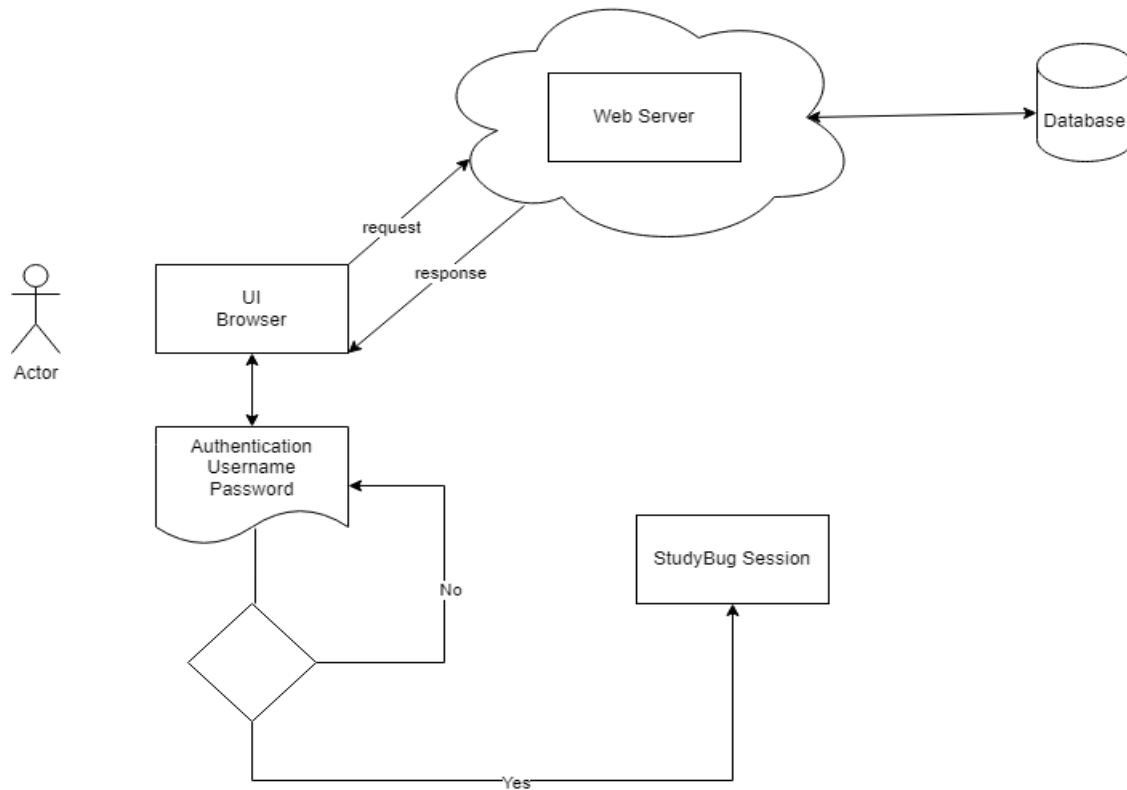 Web Server
Database
request
response
UI
Browser
Actor
Authentication
Username
Password
StudyBug Session
No
Yes